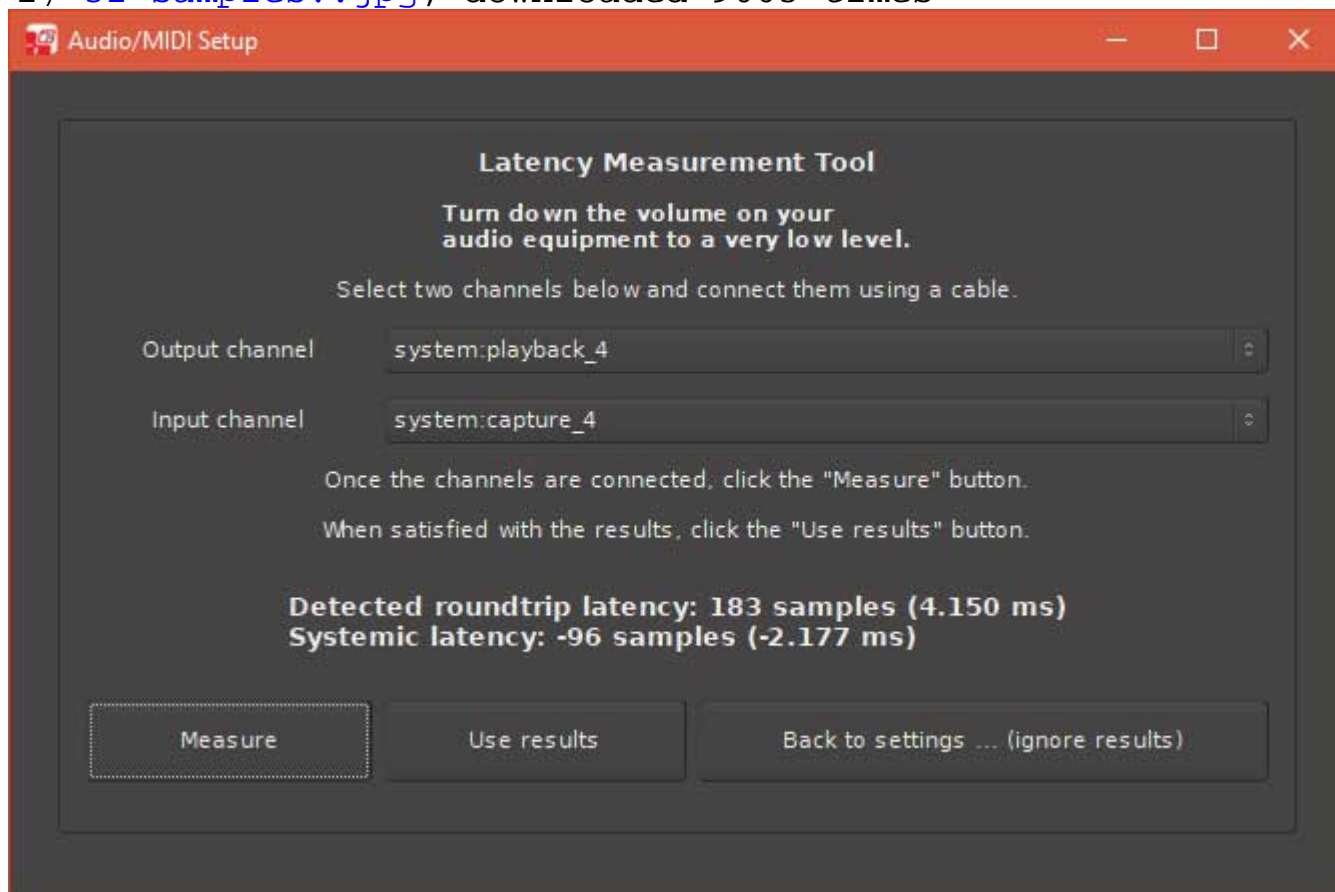 Audio/MIDI Setup
Latency Measurement Tool
Turn down the volume on your
audio equipment to a very low level.
Select two channels below and connect them using a cable.
Output channel system:playback_4
Input channel system:capture_4
Once the channels are connected, click the "Measure" button.
When satisfied with the results, click the "Use results" button.
Detected roundtrip latency: 183 samples (4.150 ms)
Systemic latency: -96 samples (-2.177 ms)
Measure Use results Back to settings ... (ignore results)